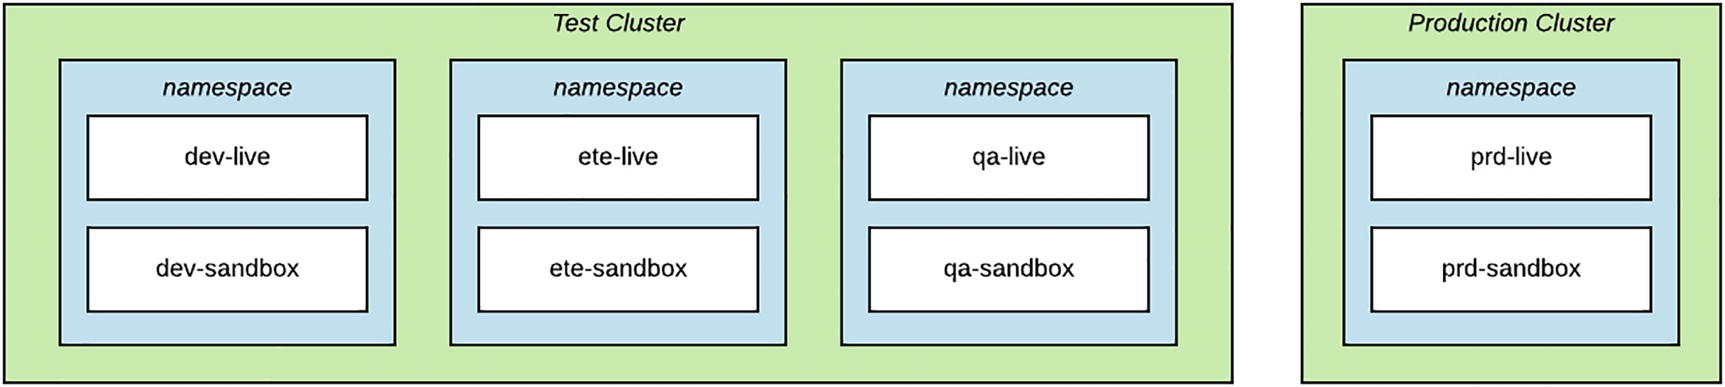 Test Cluster
namespace
dev-live
dev-sandbox
namespace
ete-live
ete-sandbox
namespace
qa-live
qa-sandbox
Production Cluster
namespace
prd-live
prd-sandbox